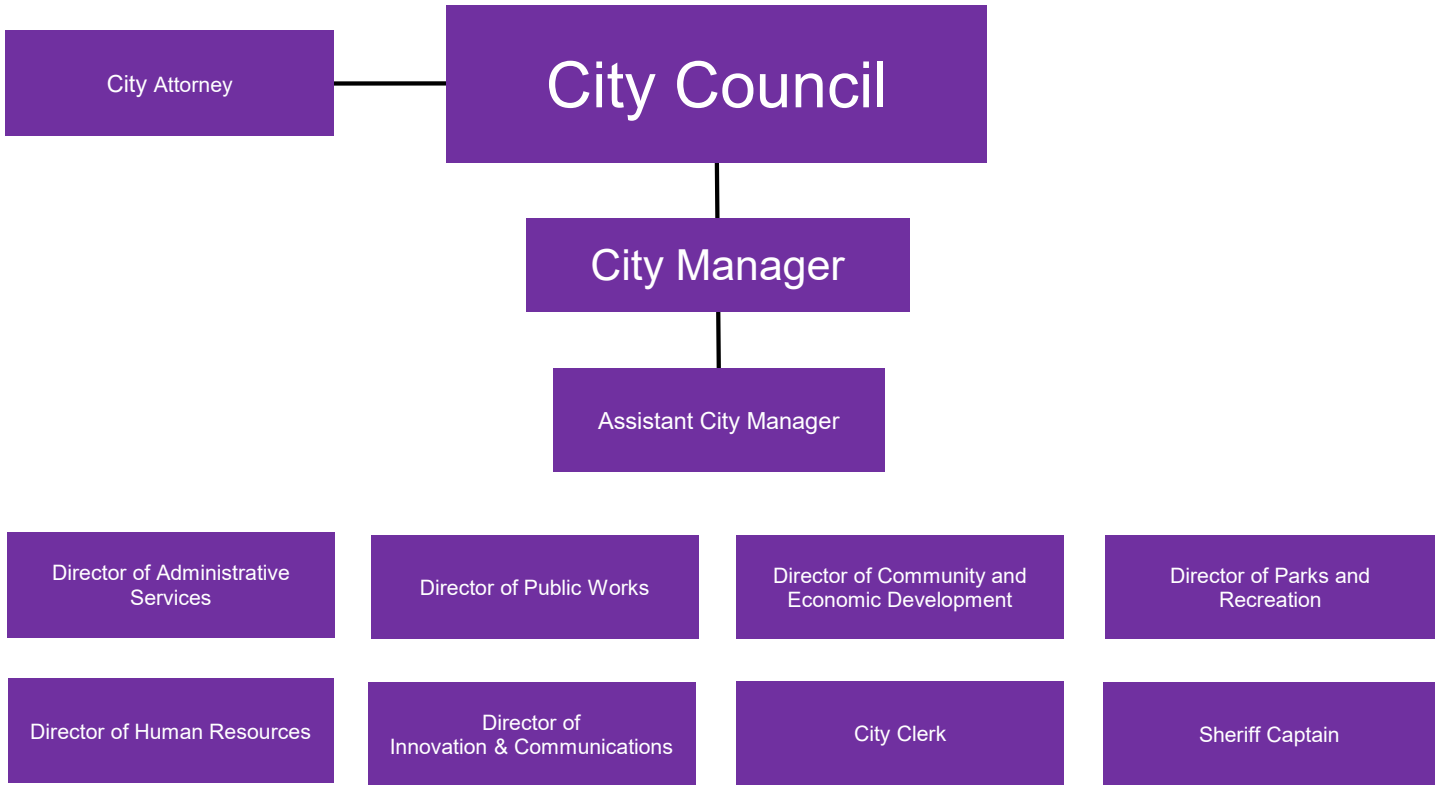 City Attorney
City Council
City Manager
Assistant City Manager
Director of Administrative
Services
Director of Public Works
Director of Community and
Economic Development
Director of Parks and
Recreation
Director of Human Resources
Director of
Innovation & Communications
City Clerk
Sheriff Captain